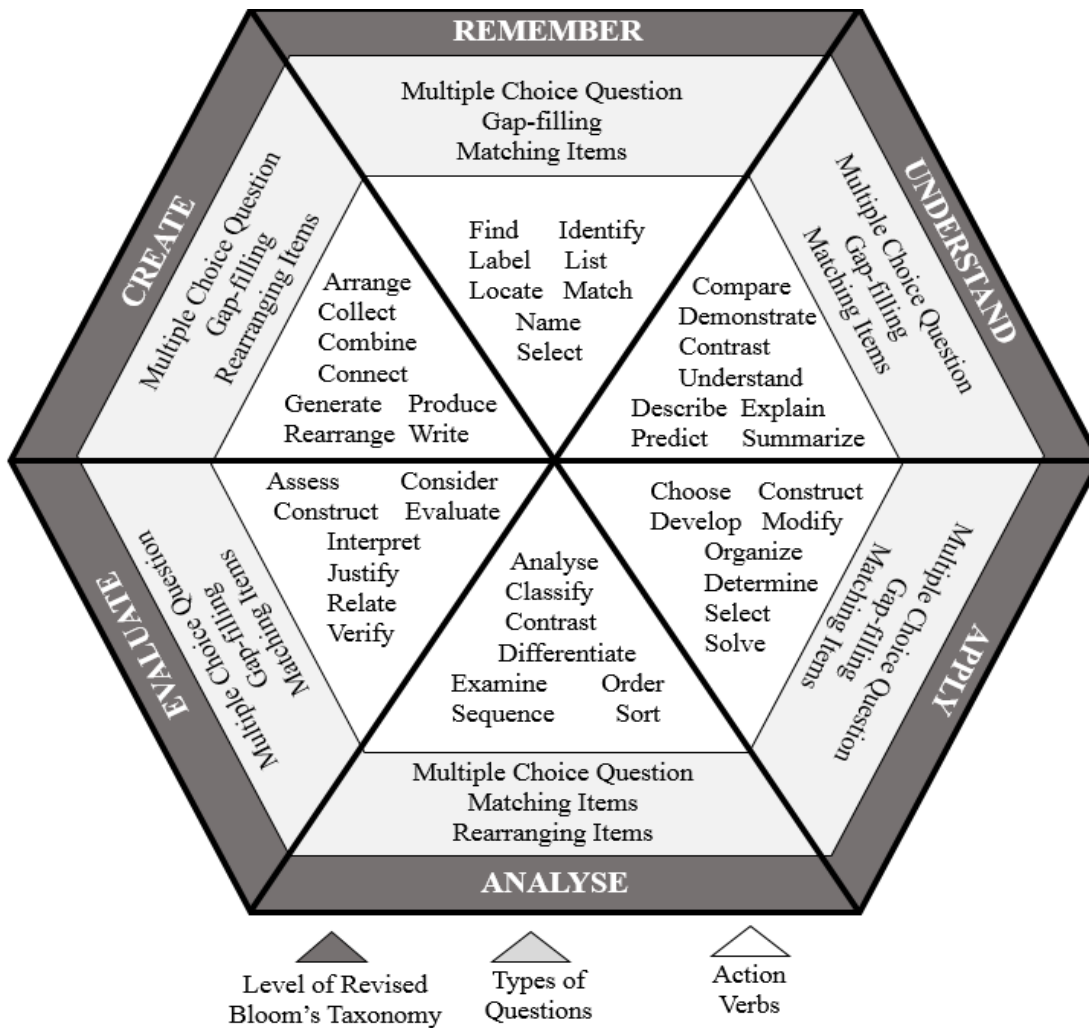 REMEMBER
Multiple Choice Question
Gap-filling
Matching Items
Find Identify
Label List
Locate Match
Name
Select
UNDERSTAND
Multiple Choice Question
Gap-filling
Matching Items
Compare
Demonstrate
Contrast
Understand
Describe Explain
Predict Summarize
APPLY
Multiple Choice Question
Gap-filling
Matching Items
Choose Construct
Develop Modify
Organize
Determine
Select
Solve
ANALYSE
Multiple Choice Question
Matching Items
Rearranging Items
Analyse
Classify
Contrast
Differentiate
Examine Order
Sequence Sort
EVALUATE
Multiple Choice Question
Gap-filling
Matching Items
Assess Consider
Construct Evaluate
Interpret
Justify
Relate
Verify
CREATE
Multiple Choice Question
Gap-filling
Rearranging Items
Arrange
Collect
Combine
Connect
Generate Produce
Rearrange Write
Level of Revised
Bloom's Taxonomy
Types of
Questions
Action
Verbs